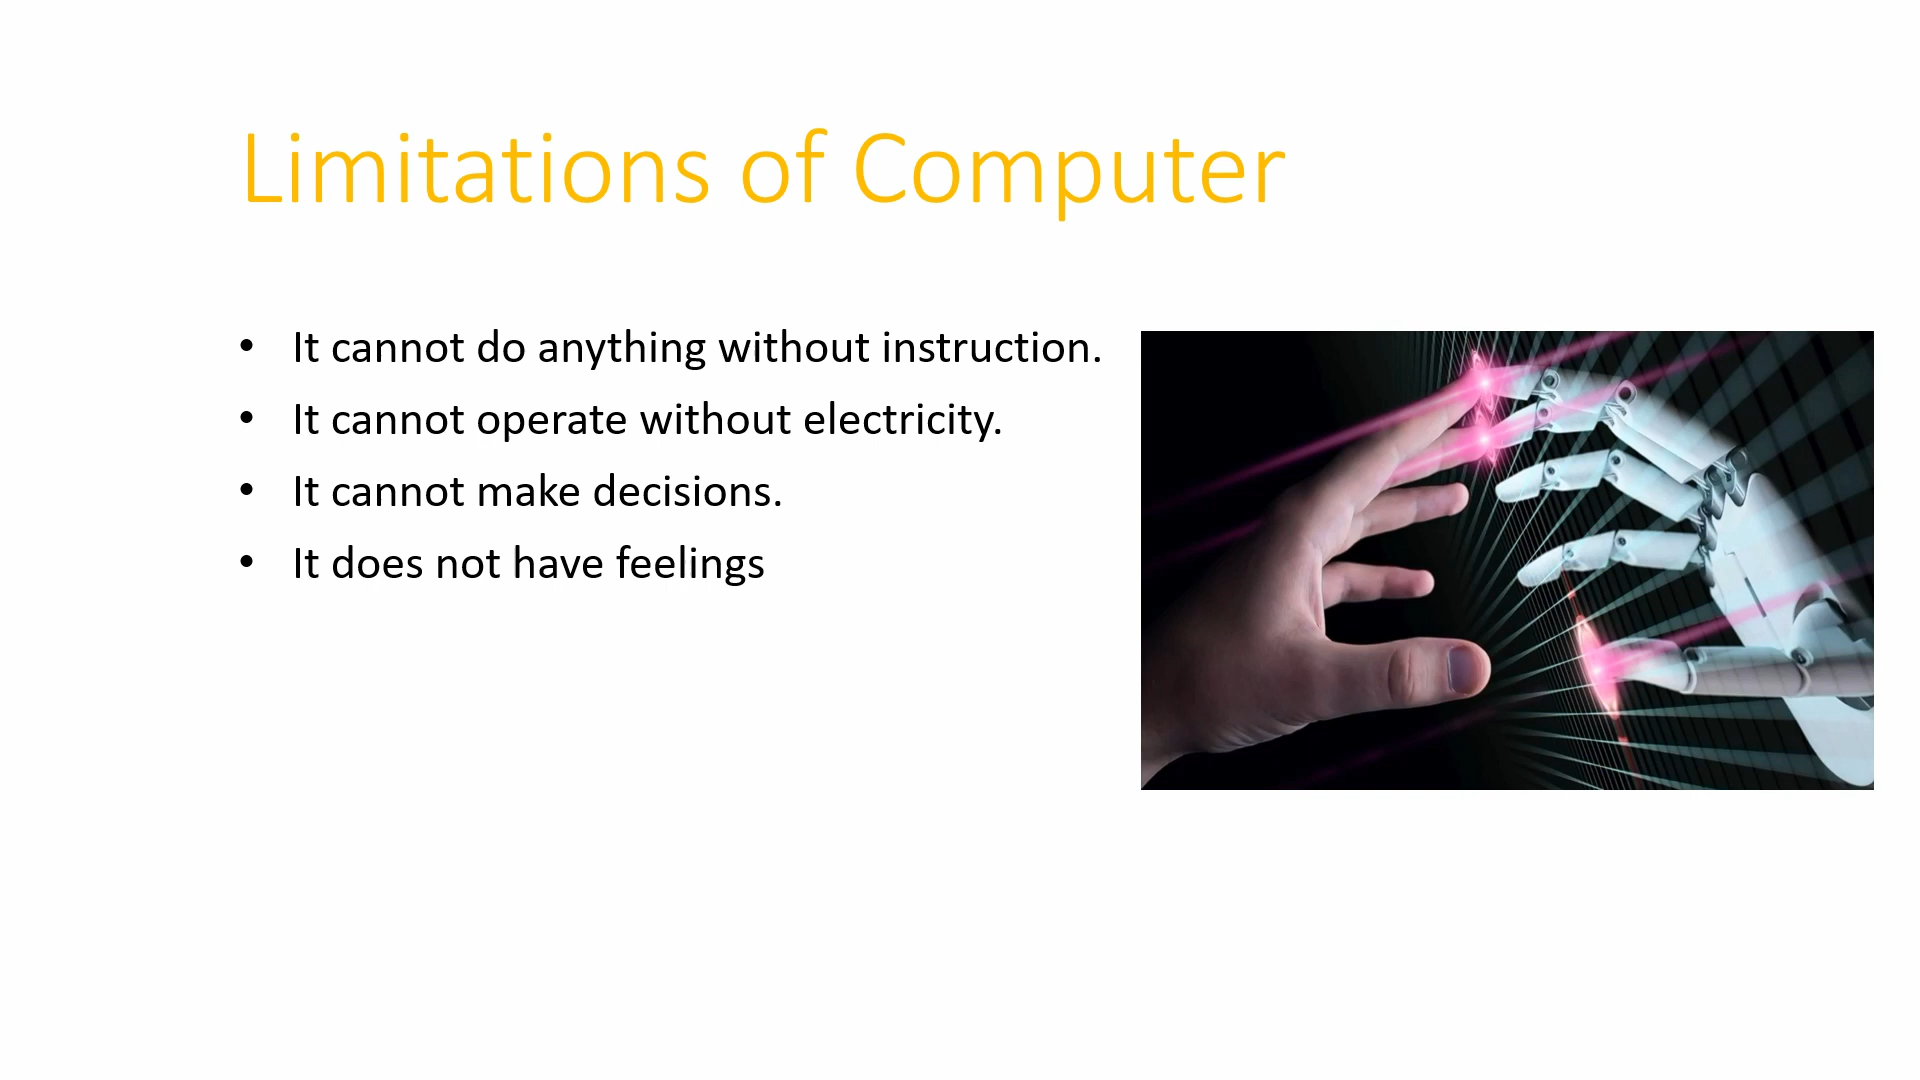 Limitations of Computer
• It cannot do anything without instruction.
• It cannot operate without electricity.
• It cannot make decisions.
• It does not have feelings